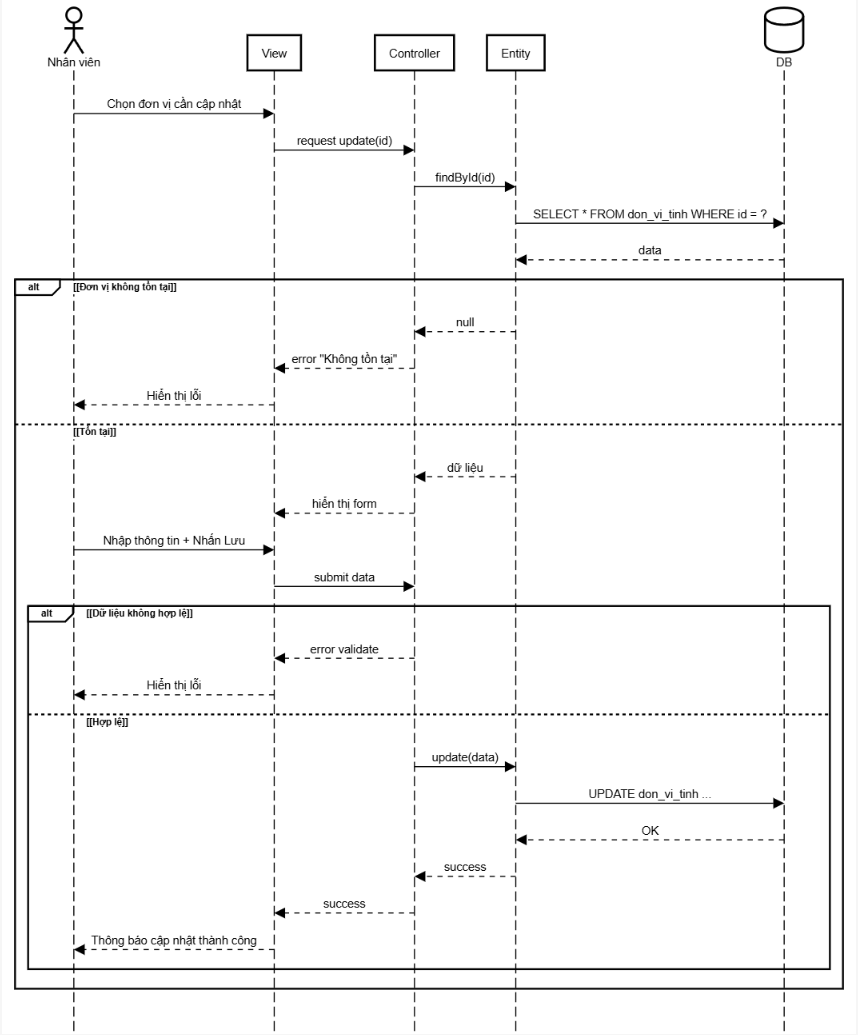 Nhân viên
View
Controller
Entity
DB
Chọn đơn vị cần cập nhật
request update(id)
findById(id)
SELECT * FROM don_vi_tinh WHERE id = ?
data
alt
[[Đơn vị không tồn tại]]
null
error "Không tồn tại"
Hiển thị lỗi
[[Tồn tại]]
dữ liệu
hiển thị form
Nhập thông tin + Nhấn Lưu
submit data
alt
[[Dữ liệu không hợp lệ]]
error validate
Hiển thị lỗi
[[Hợp lệ]]
update(data)
UPDATE don_vi_tinh ...
OK
success
success
Thông báo cập nhật thành công